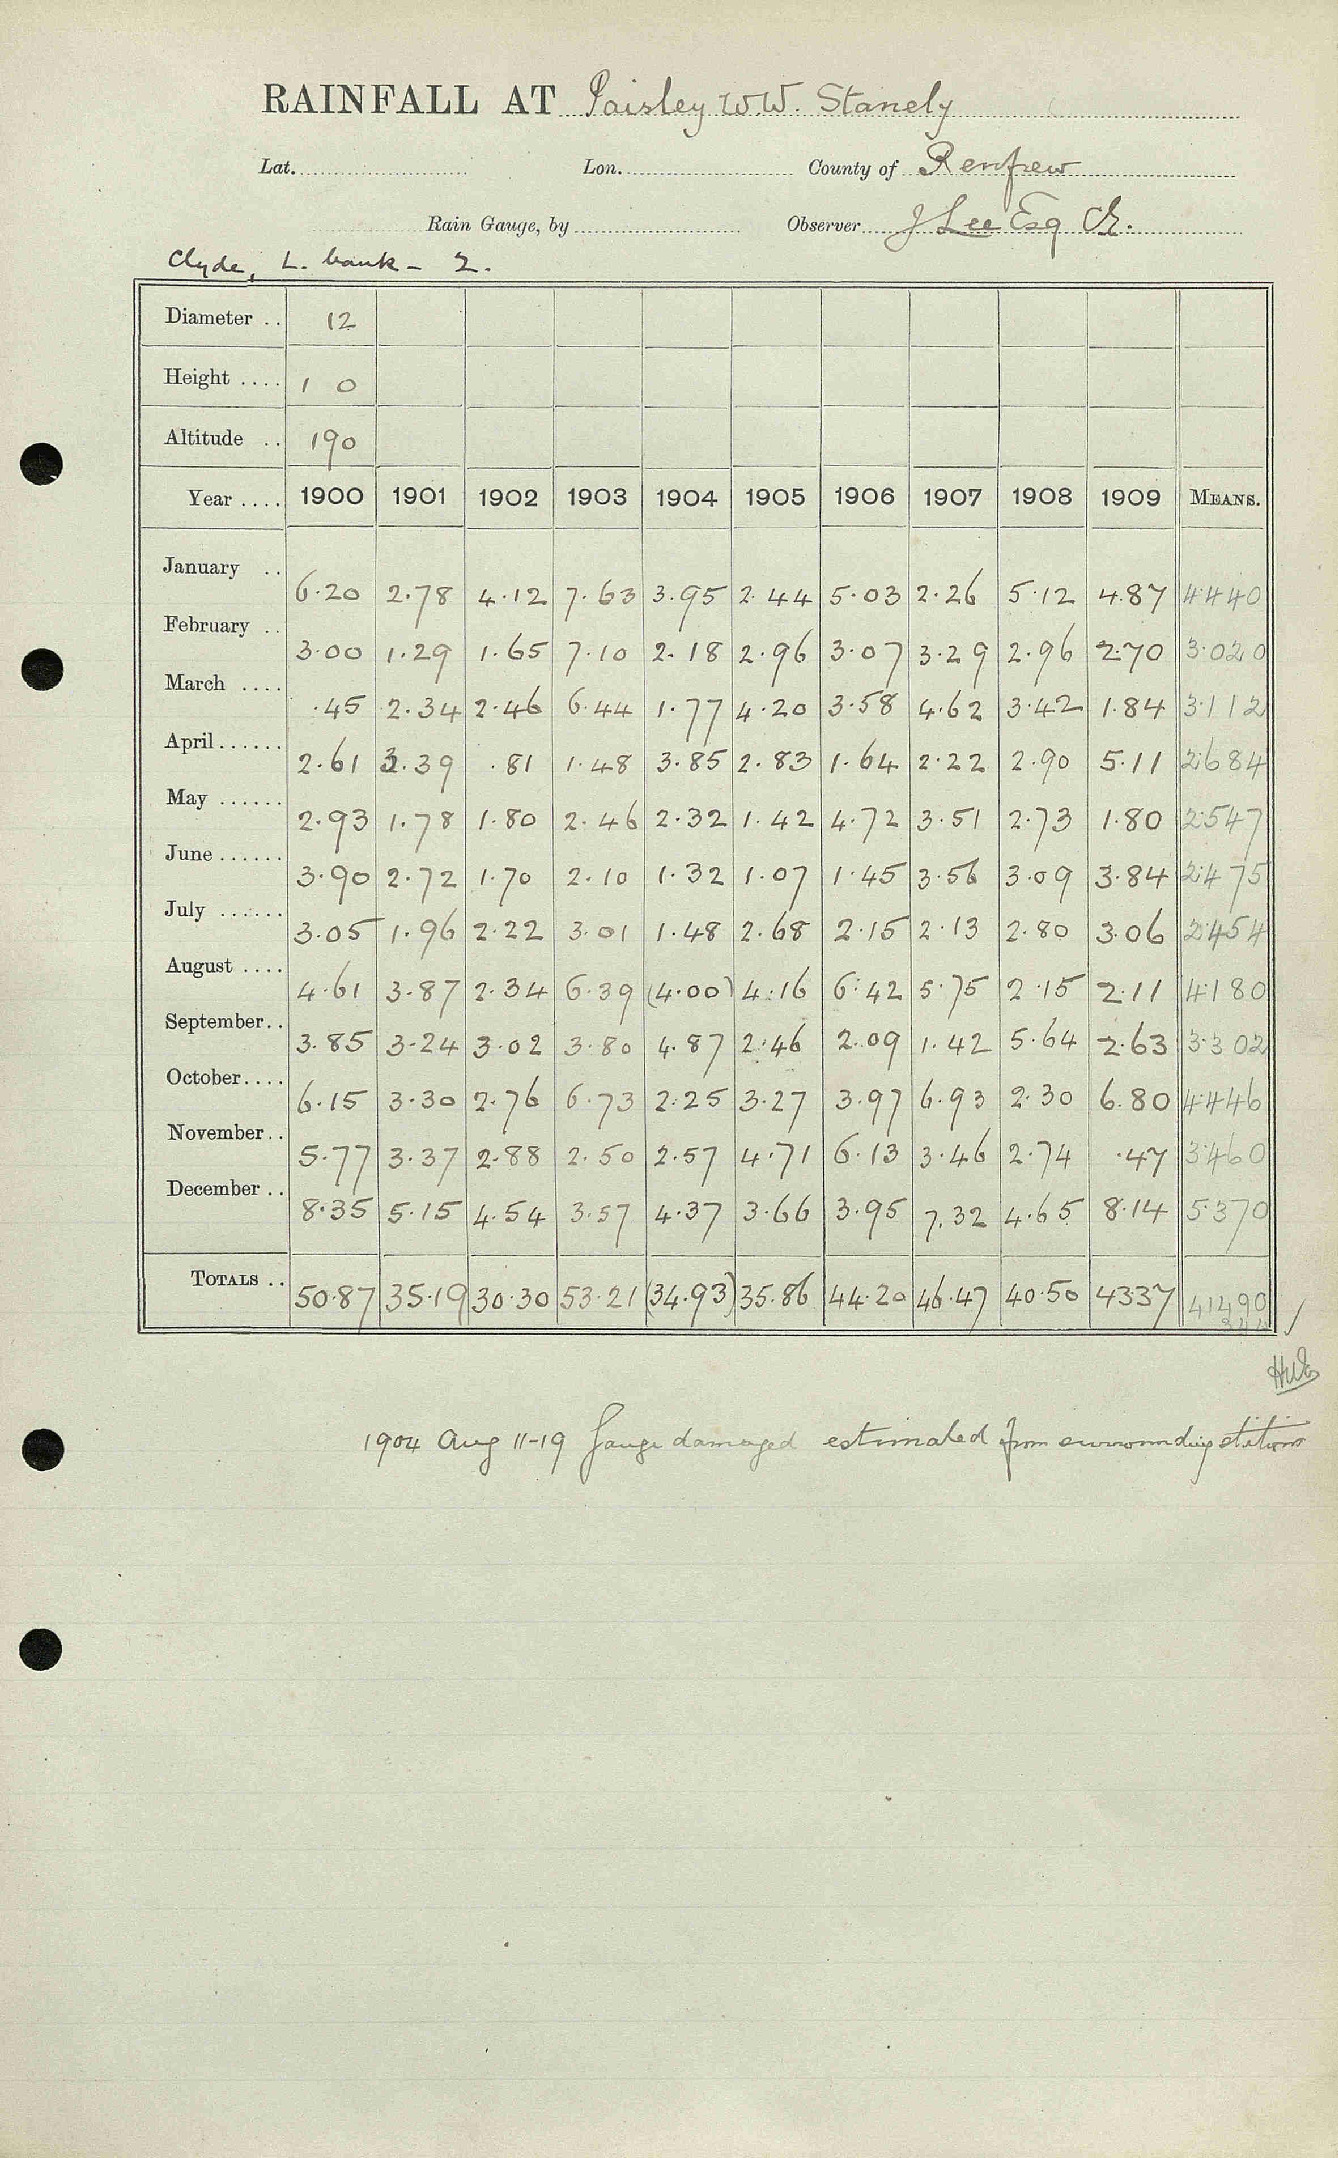 RAINFALL AT Paisley W.W. Stanely
Lat. Lon. County of Renfrew
Rain Gauge, by Observer J Lee Esq
Clyde, L. bank - 2.
Diameter .. 12
Height .... 1 0
Altitude .. 190
Year .... 1900 1901 1902 1903 1904 1905 1906 1907 1908 1909 MEANS.
January .. 6.20 2.78 4.12 7.63 3.95 2.44 5.03 2.26 5.12 4.87 4.440
February .. 3.00 1.29 1.65 7.10 2.18 2.96 3.07 3.29 2.96 2.70 3.020
March .... .45 2.34 2.46 6.44 1.77 4.20 3.58 4.62 3.42 1.84 3.112
April...... 2.61 3.39 .81 1.48 3.85 2.83 1.64 2.22 2.90 5.11 2.684
May ...... 2.93 1.78 1.80 2.46 2.32 1.42 4.72 3.51 2.73 1.80 2.547
June...... 3.90 2.72 1.70 2.10 1.32 1.07 1.45 3.56 3.09 3.84 2.475
July ...... 3.05 1.96 2.22 3.01 1.48 2.68 2.15 2.13 2.80 3.06 2.454
August .... 4.61 3.87 2.34 6.39 (4.00) 4.16 6.42 5.75 2.15 2.11 4.180
September.. 3.85 3.24 3.02 3.80 4.87 2.46 2.09 1.42 5.64 2.63 3.302
October.... 6.15 3.30 2.76 6.73 2.25 3.27 3.97 6.93 2.30 6.80 4.446
November.. 5.77 3.37 2.88 2.50 2.57 4.71 6.13 3.46 2.74 .47 3.460
December .. 8.35 5.15 4.54 3.57 4.37 3.66 3.95 7.32 4.65 8.14 5.370
TOTALS .. 50.87 35.19 30.30 53.21 (34.93) 35.86 44.20 46.47 40.50 43.37 41.490
1904 Aug 11-19 Gauge damaged estimated from surrounding stations